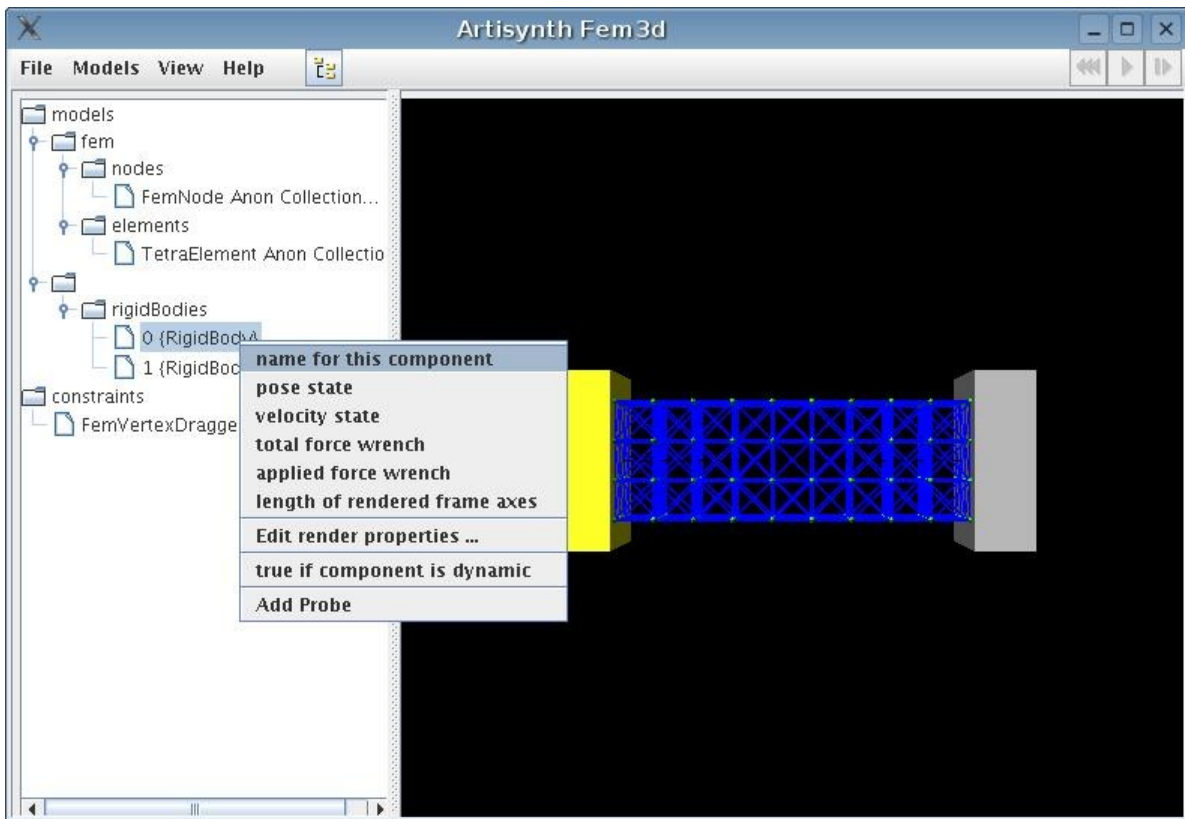 Artisynth Fem3d
File Models View Help
models
fem
nodes
FemNode Anon Collection...
elements
TetraElement Anon Collectio
rigidBodies
0 {RigidBody}
1 {RigidBod
constraints
FemVertexDragge
name for this component
pose state
velocity state
total force wrench
applied force wrench
length of rendered frame axes
Edit render properties ...
true if component is dynamic
Add Probe